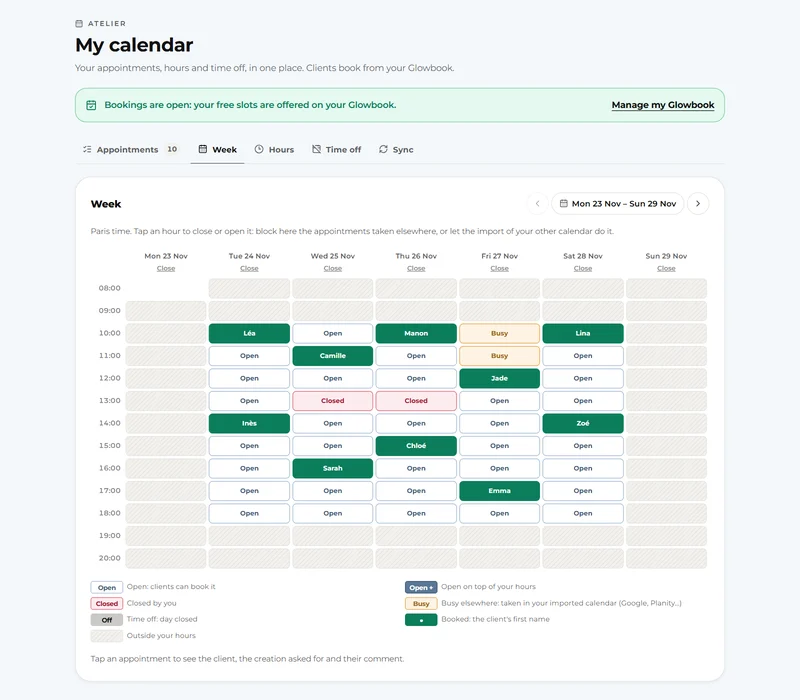 ATELIER
My calendar
Your appointments, hours and time off, in one place. Clients book from your Glowbook.
Bookings are open: your free slots are offered on your Glowbook. Manage my Glowbook
Appointments 10 Week Hours Time off Sync
Week Mon 23 Nov – Sun 29 Nov
Paris time. Tap an hour to close or open it: block here the appointments taken elsewhere, or let the import of your other calendar do it.
Mon 23 Nov Tue 24 Nov Wed 25 Nov Thu 26 Nov Fri 27 Nov Sat 28 Nov Sun 29 Nov
Close Close Close Close Close Close Close
08:00
09:00
10:00 Léa Open Manon Busy Lina
11:00 Open Camille Open Busy Open
12:00 Open Open Open Jade Open
13:00 Open Closed Closed Open Open
14:00 Inès Open Open Open Zoé
15:00 Open Open Chloé Open Open
16:00 Open Sarah Open Open Open
17:00 Open Open Open Emma Open
18:00 Open Open Open Open Open
19:00
20:00
Open Open: clients can book it Open + Open on top of your hours
Closed Closed by you Busy Busy elsewhere: taken in your imported calendar (Google, Planity...)
Off Time off: day closed Booked: the client's first name
Outside your hours
Tap an appointment to see the client, the creation asked for and their comment.